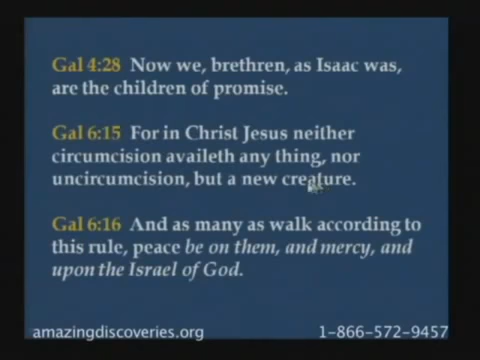 Gal 4:28 Now we, brethren, as Isaac was,
are the children of promise.
Gal 6:15 For in Christ Jesus neither
circumcision availeth any thing, nor
uncircumcision, but a new creature.
Gal 6:16 And as many as walk according to
this rule, peace be on them, and mercy, and
upon the Israel of God.
amazingdiscoveries.org 1-866-572-9457